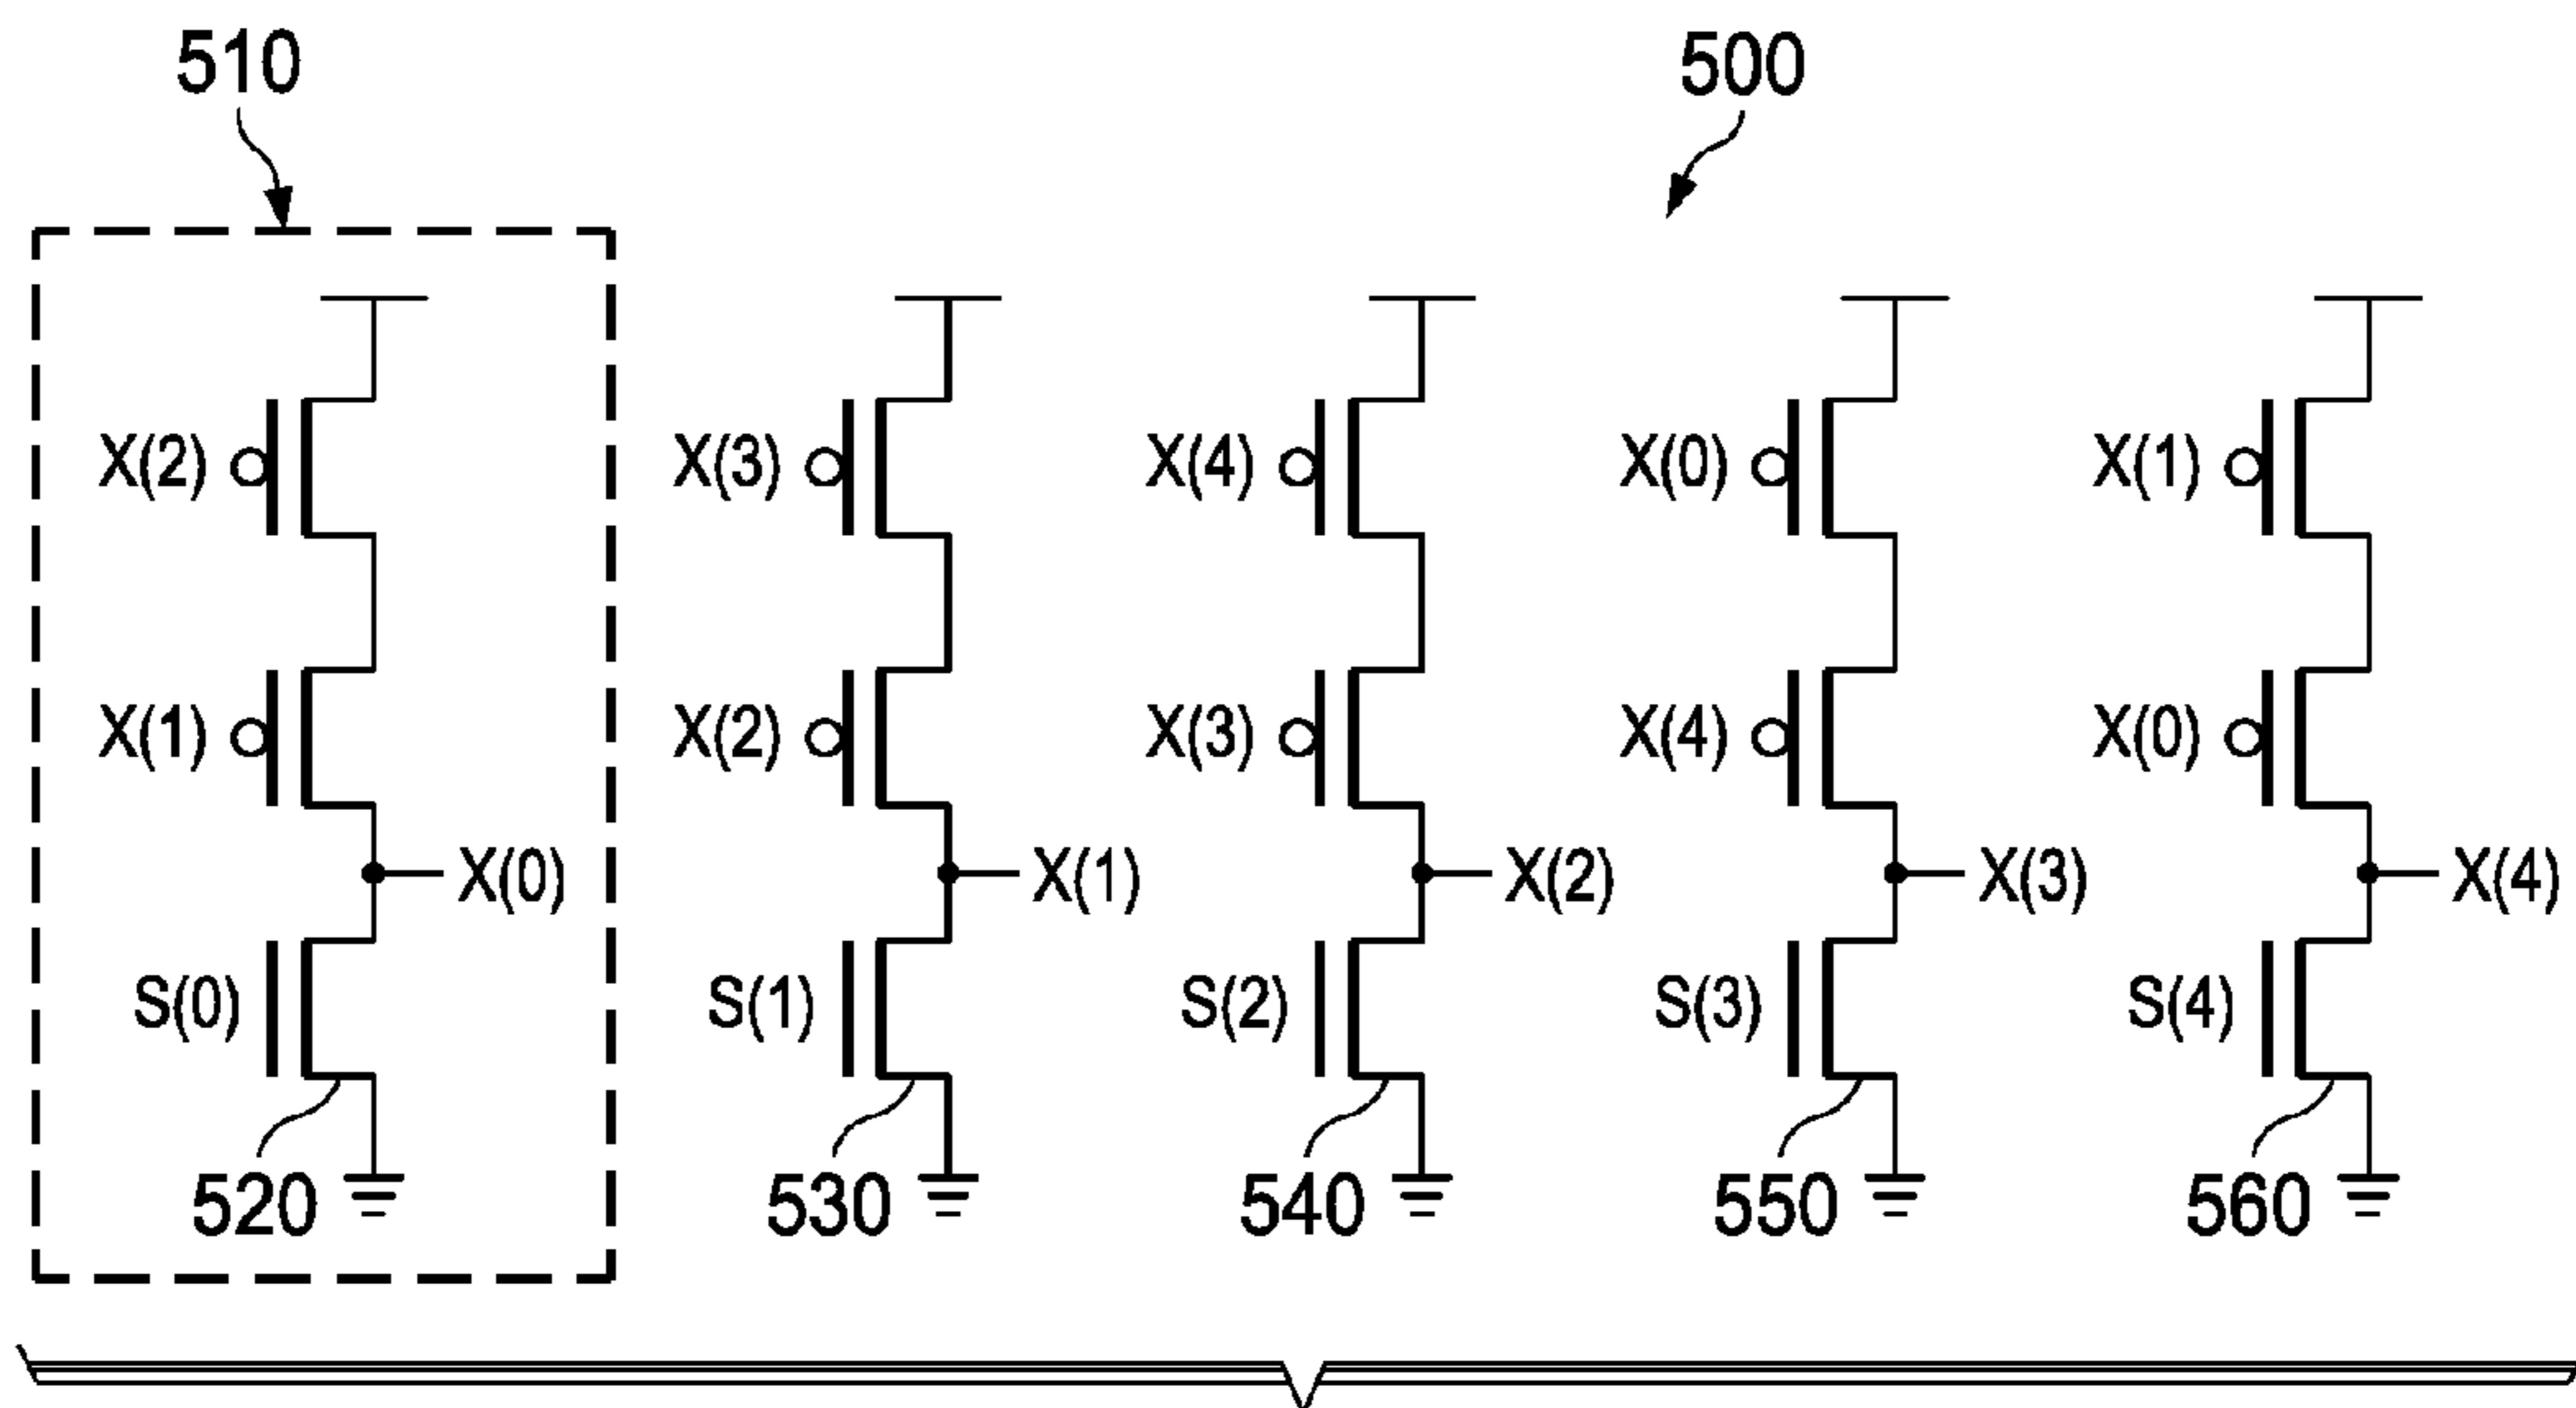 510
500
X(2)
X(3)
X(4)
X(0)
X(1)
X(1)
X(2)
X(3)
X(4)
X(0)
X(0)
X(1)
X(2)
X(3)
X(4)
S(0)
S(1)
S(2)
S(3)
S(4)
520
530
540
550
560